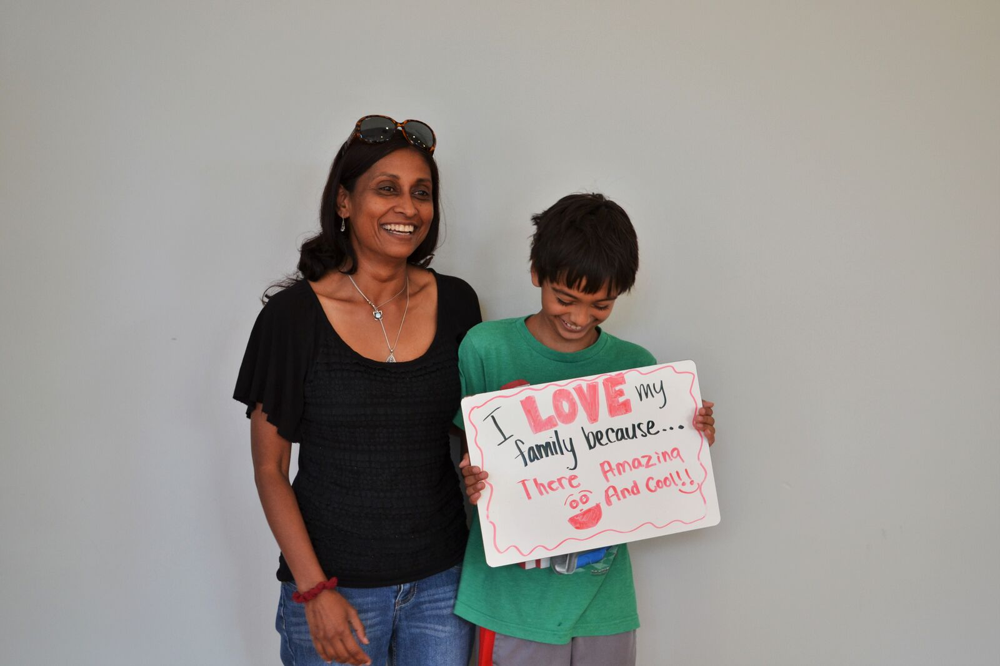 I LOVE my
family because...
There Amazing
And Cool!!